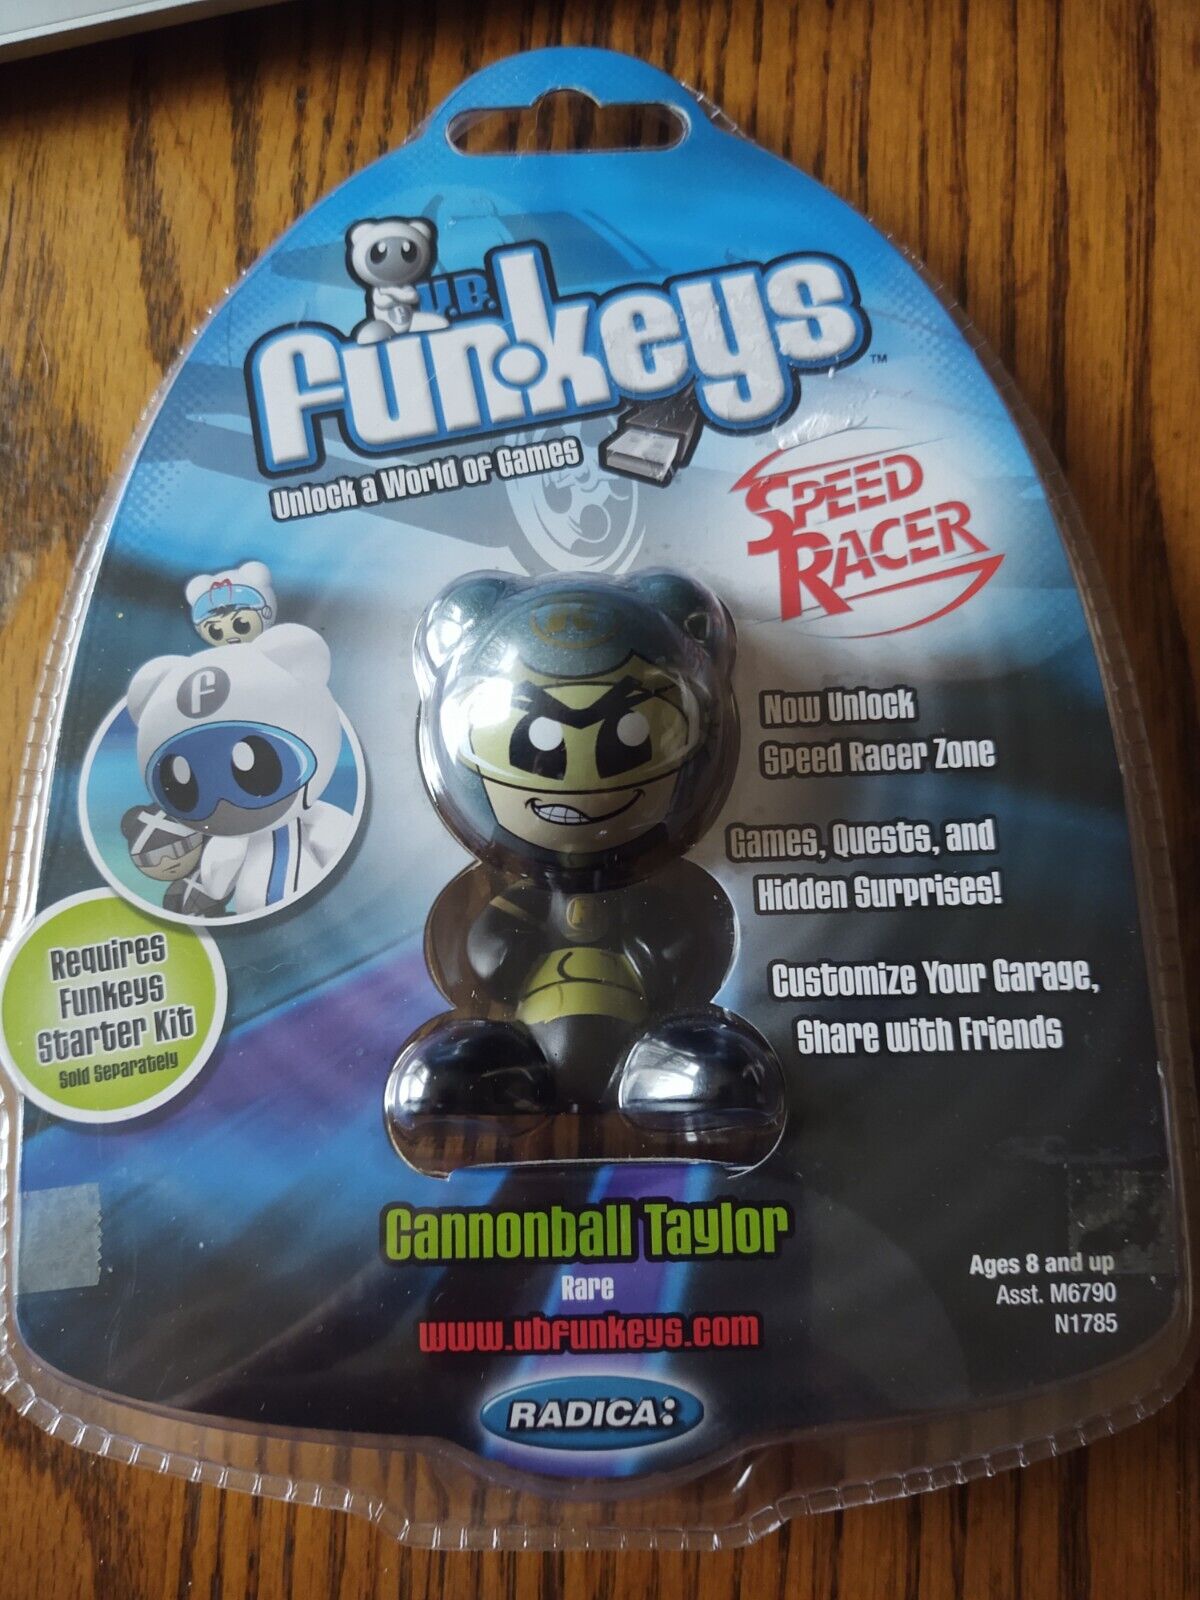 U.B.
funkeys™
Unlock a World of Games
SPEED
RACER
f
Now Unlock
Speed Racer Zone
Games, Quests, and
Hidden Surprises!
Customize Your Garage,
Share with Friends
Requires
Funkeys
Starter Kit
Sold Separately
Cannonball Taylor
Rare
www.ubfunkeys.com
Ages 8 and up
Asst. M6790
N1785
RADICA: